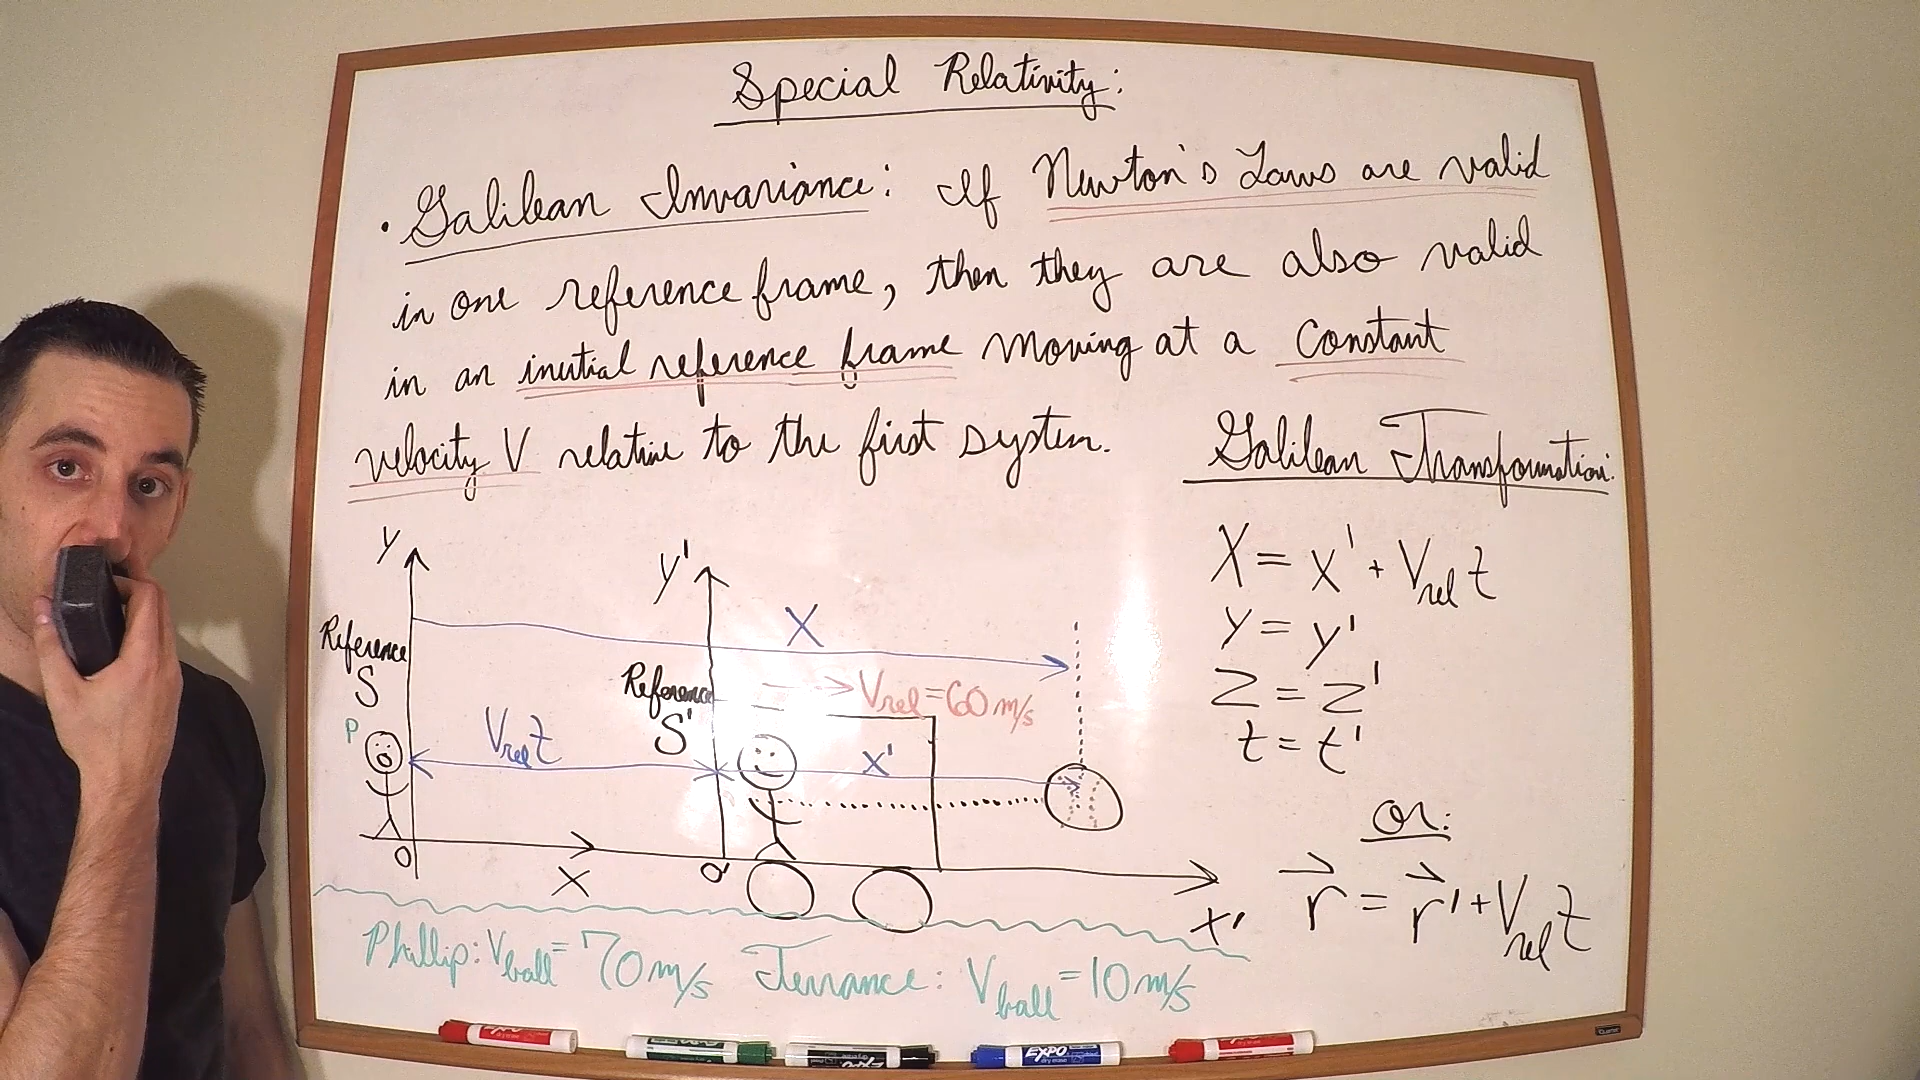 Special Relativity:
• Galilean Invariance: If Newton's Laws are valid
in one reference frame, then they are also valid
in an inertial reference frame moving at a constant
velocity V relative to the first system.
Galilean Transformation:
X = x' + Vrel t
y = y'
z = z'
t = t'
or:
r = r' + Vrel t
y
y'
X
Reference
S
Reference
S'
Vrel = 60 m/s
P
Vrel t
x'
O
O'
X
X'
Phillip: Vball = 70 m/s Terrance: Vball = 10 m/s
EXPO